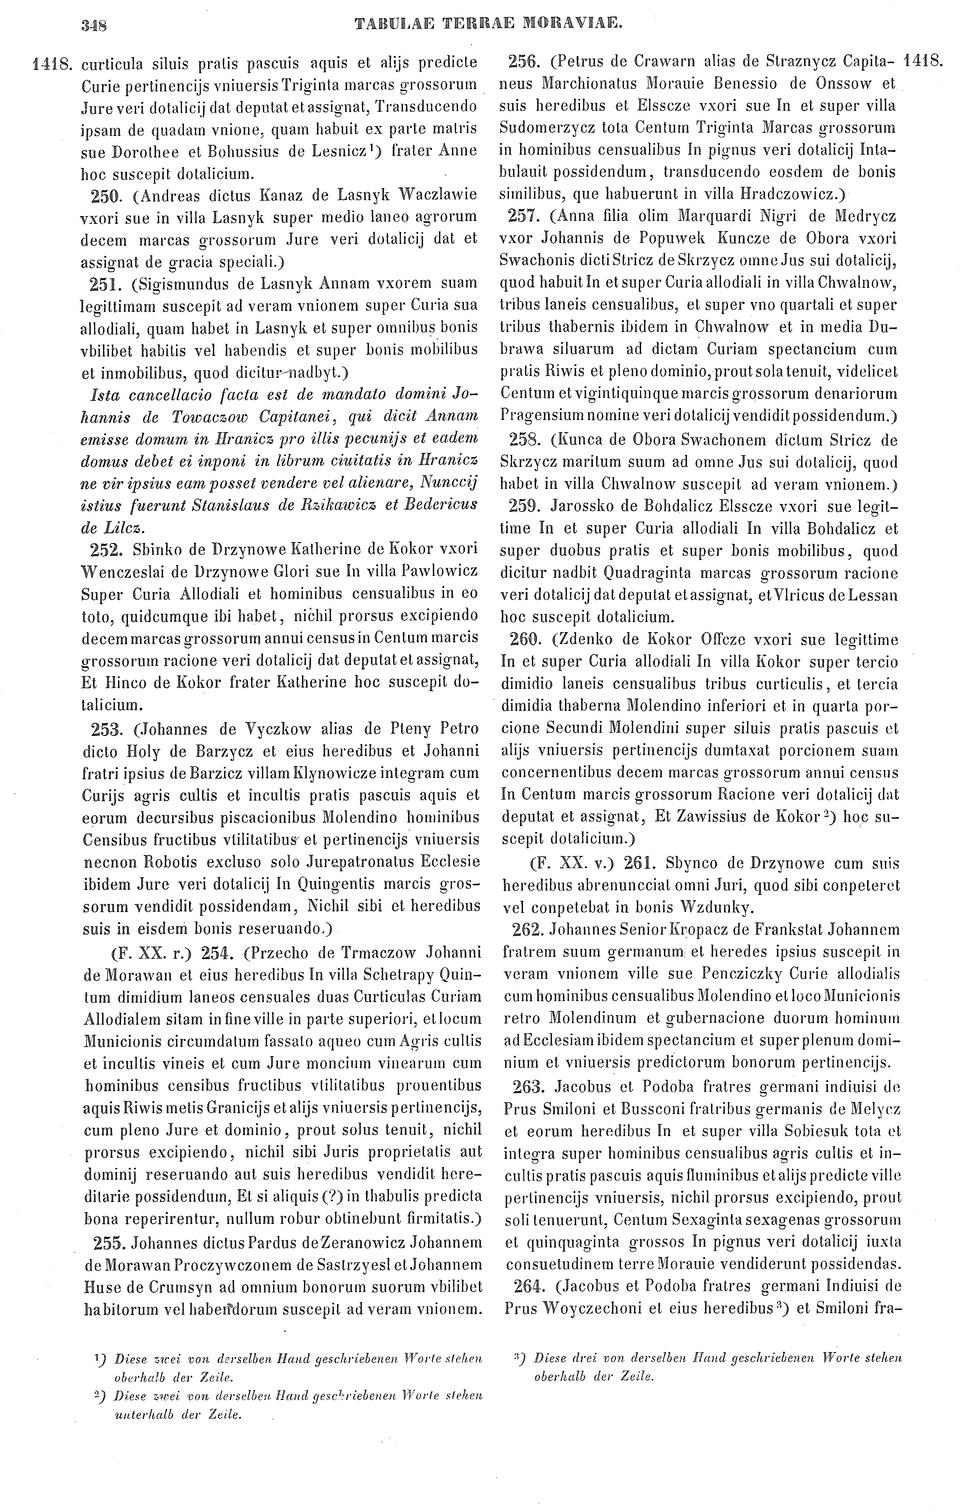 348
TABULAE TERRAE MORAVIAE.
1418. curticula siluis pratis pascuis aquis et alijs predicte
Curie pertinencijs vniuersis Triginta marcas grossorum
Jure veri dotalicij dat deputat et assignat, Transducendo
ipsam de quadam vnione, quam habuit ex parte matris
sue Dorothee et Bohussius de Lesnicz ¹) frater Anne
hoc suscepit dotalicium.
250. (Andreas dictus Kanaz de Lasnyk Waczlawie
vxori sue in villa Lasnyk super medio laneo agrorum
decem marcas grossorum Jure veri dotalicij dat et
assignat de gracia speciali.)
251. (Sigismundus de Lasnyk Annam vxorem suam
legittimam suscepit ad veram vnionem super Curia sua
allodiali, quam habet in Lasnyk et super omnibus bonis
vbilibet habitis vel habendis et super bonis mobilibus
et inmobilibus, quod dicitur nadbyt.)
Ista cancellacio facta est de mandato domini Jo-
hannis de Towaczow Capitanei, qui dicit Annam
emisse domum in Hranicz pro illis pecunijs et eadem
domus debet ei inponi in librum ciuitatis in Hranicz
ne vir ipsius eam posset vendere vel alienare, Nunccij
istius fuerunt Stanislaus de Rzikawicz et Bedericus
de Lilcz.
252. Sbinko de Drzynowe Katherine de Kokor vxori
Wenczeslai de Drzynowe Glori sue In villa Pawlowicz
Super Curia Allodiali et hominibus censualibus in eo
toto, quidcumque ibi habet, nichil prorsus excipiendo
decem marcas grossorum annui census in Centum marcis
grossorum racione veri dotalicij dat deputat et assignat,
Et Hinco de Kokor frater Katherine hoc suscepit do-
talicium.
253. (Johannes de Vyczkow alias de Pteny Petro
dicto Holy de Barzycz et eius heredibus et Johanni
fratri ipsius de Barzicz villam Klynowicze integram cum
Curijs agris cultis et incultis pratis pascuis aquis et
eorum decursibus piscacionibus Molendino hominibus
Censibus fructibus vtilitatibus et pertinencijs vniuersis
necnon Robotis excluso solo Jurepatronatus Ecclesie
ibidem Jure veri dotalicij In Quingentis marcis gros-
sorum vendidit possidendam, Nichil sibi et heredibus
suis in eisdem bonis reseruando.)
(F. XX. r.) 254. (Przecho de Trmaczow Johanni
de Morawan et eius heredibus In villa Schetrapy Quin-
tum dimidium laneos censuales duas Curticulas Curiam
Allodialem sitam in fine ville in parte superiori, et locum
Municionis circumdatum fassato aqueo cum Agris cultis
et incultis vineis et cum Jure moncium vinearum cum
hominibus censibus fructibus vtilitatibus prouentibus
aquis Riwis metis Granicijs et alijs vniuersis pertinencijs,
cum pleno Jure et dominio, prout solus tenuit, nichil
prorsus excipiendo, nichil sibi Juris proprietatis aut
dominij reseruando aut suis heredibus vendidit here-
ditarie possidendum, Et si aliquis (?) in thabulis predicta
bona reperirentur, nullum robur obtinebunt firmitatis.)
255. Johannes dictus Pardus de Zeranowicz Johannem
de Morawan Proczywczonem de Sastrzyesl et Johannem
Huse de Crumsyn ad omnium bonorum suorum vbilibet
habitorum vel habendorum suscepit ad veram vnionem.
256. (Petrus de Crawarn alias de Straznycz Capita- 1418.
neus Marchionatus Morauie Benessio de Onssow et
suis heredibus et Elsscze vxori sue In et super villa
Sudomerzycz tota Centum Triginta Marcas grossorum
in hominibus censualibus In pignus veri dotalicij Inta-
bulauit possidendum, transducendo eosdem de bonis
similibus, que habuerunt in villa Hradczowicz.)
257. (Anna filia olim Marquardi Nigri de Medrycz
vxor Johannis de Popuwek Kuncze de Obora vxori
Swachonis dicti Stricz de Skrzycz omne Jus sui dotalicij,
quod habuit In et super Curia allodiali in villa Chwalnow,
tribus laneis censualibus, et super vno quartali et super
tribus thabernis ibidem in Chwalnow et in media Du-
brawa siluarum ad dictam Curiam spectancium cum
pratis Riwis et pleno dominio, prout sola tenuit, videlicet
Centum et vigintiquinque marcis grossorum denariorum
Pragensium nomine veri dotalicij vendidit possidendum.)
258. (Kunca de Obora Swachonem dictum Stricz de
Skrzycz maritum suum ad omne Jus sui dotalicij, quod
habet in villa Chwalnow suscepit ad veram vnionem.)
259. Jarossko de Bohdalicz Elsscze vxori sue legit-
time In et super Curia allodiali In villa Bohdalicz et
super duobus pratis et super bonis mobilibus, quod
dicitur nadbit Quadraginta marcas grossorum racione
veri dotalicij dat deputat et assignat, et Vlricus de Lessan
hoc suscepit dotalicium.
260. (Zdenko de Kokor Offcze vxori sue legittime
In et super Curia allodiali In villa Kokor super tercio
dimidio laneis censualibus tribus curticulis, et tercia
dimidia thaberna Molendino inferiori et in quarta por-
cione Secundi Molendini super siluis pratis pascuis et
alijs vniuersis pertinencijs dumtaxat porcionem suam
concernentibus decem marcas grossorum annui census
In Centum marcis grossorum Racione veri dotalicij dat
deputat et assignat, Et Zawissius de Kokor ²) hoc su-
scepit dotalicium.)
(F. XX. v.) 261. Sbynco de Drzynowe cum suis
heredibus abrenuncciat omni Juri, quod sibi conpeteret
vel conpetebat in bonis Wzdunky.
262. Johannes Senior Kropacz de Frankstat Johannem
fratrem suum germanum et heredes ipsius suscepit in
veram vnionem ville sue Pencziczky Curie allodialis
cum hominibus censualibus Molendino et loco Municionis
retro Molendinum et gubernacione duorum hominum
ad Ecclesiam ibidem spectancium et super plenum domi-
nium et vniuersis predictorum bonorum pertinencijs.
263. Jacobus et Podoba fratres germani indiuisi de
Prus Smiloni et Bussconi fratribus germanis de Melycz
et eorum heredibus In et super villa Sobiesuk tota et
integra super hominibus censualibus agris cultis et in-
cultis pratis pascuis aquis fluminibus et alijs predicte ville
pertinencijs vniuersis, nichil prorsus excipiendo, prout
soli tenuerunt, Centum Sexaginta sexagenas grossorum
et quinquaginta grossos In pignus veri dotalicij iuxta
consuetudinem terre Morauie vendiderunt possidendas.
264. (Jacobus et Podoba fratres germani Indiuisi de
Prus Woyczechoni et eius heredibus ³) et Smiloni fra-
¹) Diese zwei von derselben Hand geschriebenen Worte stehen
oberhalb der Zeile.
²) Diese zwei von derselben Hand geschriebenen Worte stehen
unterhalb der Zeile.
³) Diese drei von derselben Hand geschriebenen Worte stehen
oberhalb der Zeile.